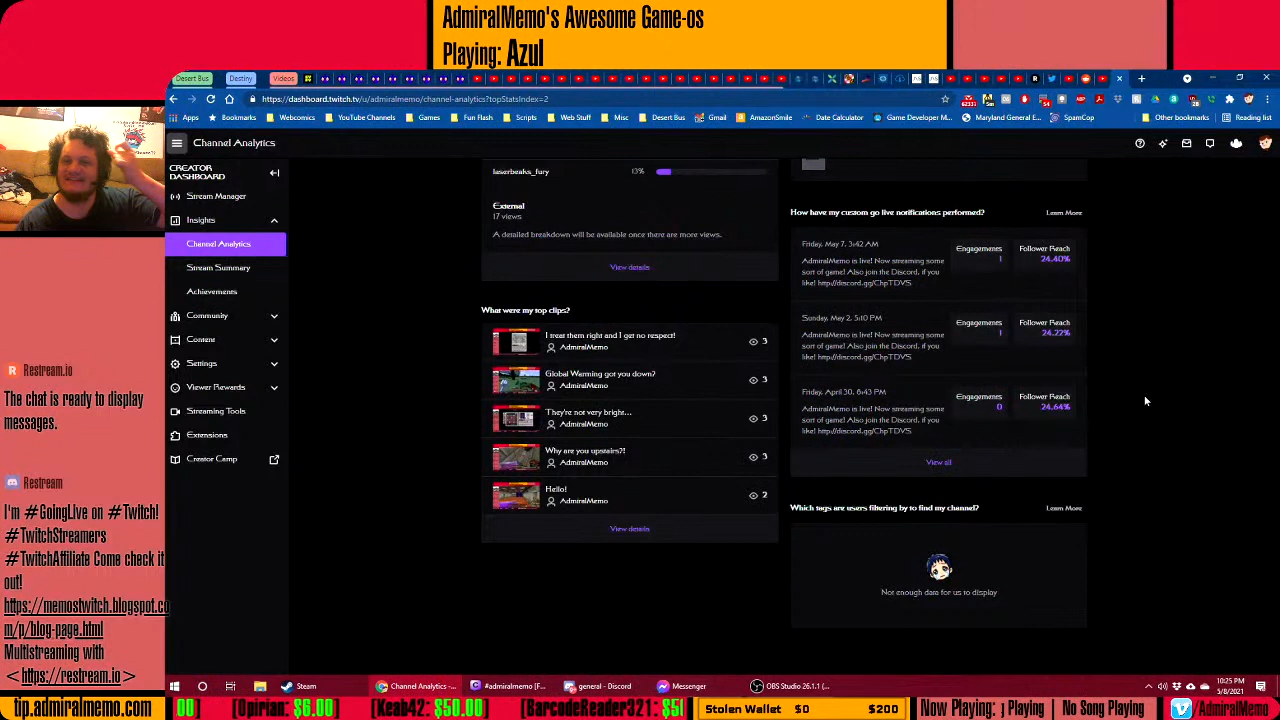 AdmiralMemo's Awesome Game-os
Playing: Azul
Desert Bus
Destiny
Videos
https://dashboard.twitch.tv/u/admiralmemo/channel-analytics?topStatsIndex=2
Apps
Bookmarks
Webcomics
YouTube Channels
Games
Fun Flash
Scripts
Web Stuff
Misc
Desert Bus
Gmail
AmazonSmile
Date Calculator
Game Developer M...
Maryland General E...
SpamCop
Other bookmarks
Reading list
Channel Analytics
CREATOR
DASHBOARD
Stream Manager
Insights
Channel Analytics
Stream Summary
Achievements
Community
Content
Settings
Viewer Rewards
Streaming Tools
Extensions
Creator Camp
laserbeaks_fury
13%
External
17 views
A detailed breakdown will be available once there are more views.
View details
What were my top clips?
I treat them right and I get no respect!
AdmiralMemo
3
Global Warming got you down?
AdmiralMemo
3
They're not very bright...
AdmiralMemo
3
Why are you upstairs?!
AdmiralMemo
3
Hello!
AdmiralMemo
2
View details
How have my custom go live notifications performed?
Learn More
Friday, May 7, 3:42 AM
AdmiralMemo is live! Now streaming some
sort of game! Also join the Discord, if you
like! http://discord.gg/ChpTDVS
Engagements
1
Follower Reach
24.40%
Sunday, May 2, 5:10 PM
AdmiralMemo is live! Now streaming some
sort of game! Also join the Discord, if you
like! http://discord.gg/ChpTDVS
Engagements
1
Follower Reach
24.22%
Friday, April 30, 6:43 PM
AdmiralMemo is live! Now streaming some
sort of game! Also join the Discord, if you
like! http://discord.gg/ChpTDVS
Engagements
0
Follower Reach
24.64%
View all
Which tags are users filtering by to find my channel?
Learn More
Not enough data for us to display
Restream.io
The chat is ready to display
messages.
Restream
I'm #GoingLive on #Twitch!
#TwitchStreamers
#TwitchAffiliate Come check it
out!
https://memostwitch.blogspot.co
m/p/blog-page.html
Multistreaming with
<https://restream.io>
Steam
Channel Analytics -...
#admiralmemo [F...
general - Discord
Messenger
OBS Studio 26.1.1 (...
10:25 PM
5/8/2021
tip.admiralmemo.com
00]
[Opirian: $6.00]
[Keab42: $50.00]
[BarcodeReader321: $5
Stolen Wallet
$0
$200
Now Playing:
Playing | No Song Playing
/AdmiralMemo